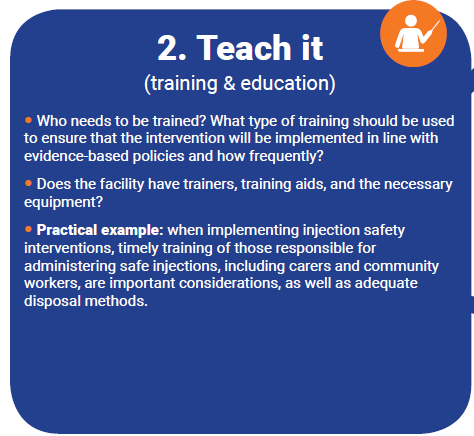 2. Teach it
(training & education)
• Who needs to be trained? What type of training should be used
to ensure that the intervention will be implemented in line with
evidence-based policies and how frequently?
• Does the facility have trainers, training aids, and the necessary
equipment?
• Practical example: when implementing injection safety
interventions, timely training of those responsible for
administering safe injections, including carers and community
workers, are important considerations, as well as adequate
disposal methods.